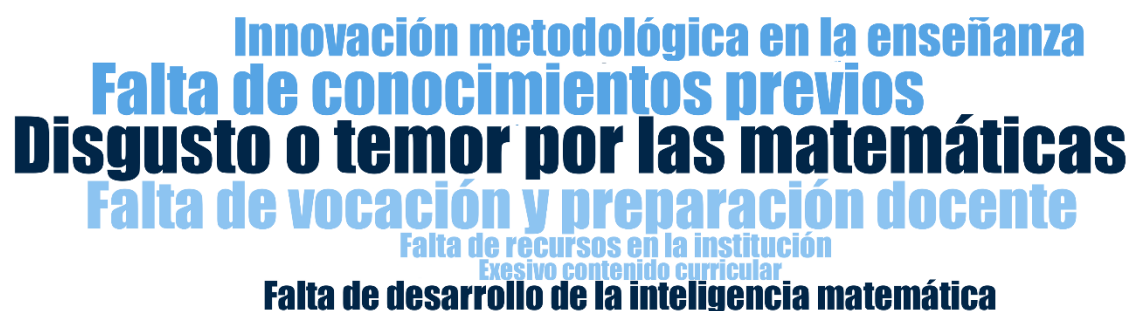 Innovación metodológica en la enseñanza
Falta de conocimientos previos
Disgusto o temor por las matemáticas
Falta de vocación y preparación docente
Falta de recursos en la institución
Exesivo contenido curricular
Falta de desarrollo de la inteligencia matemática